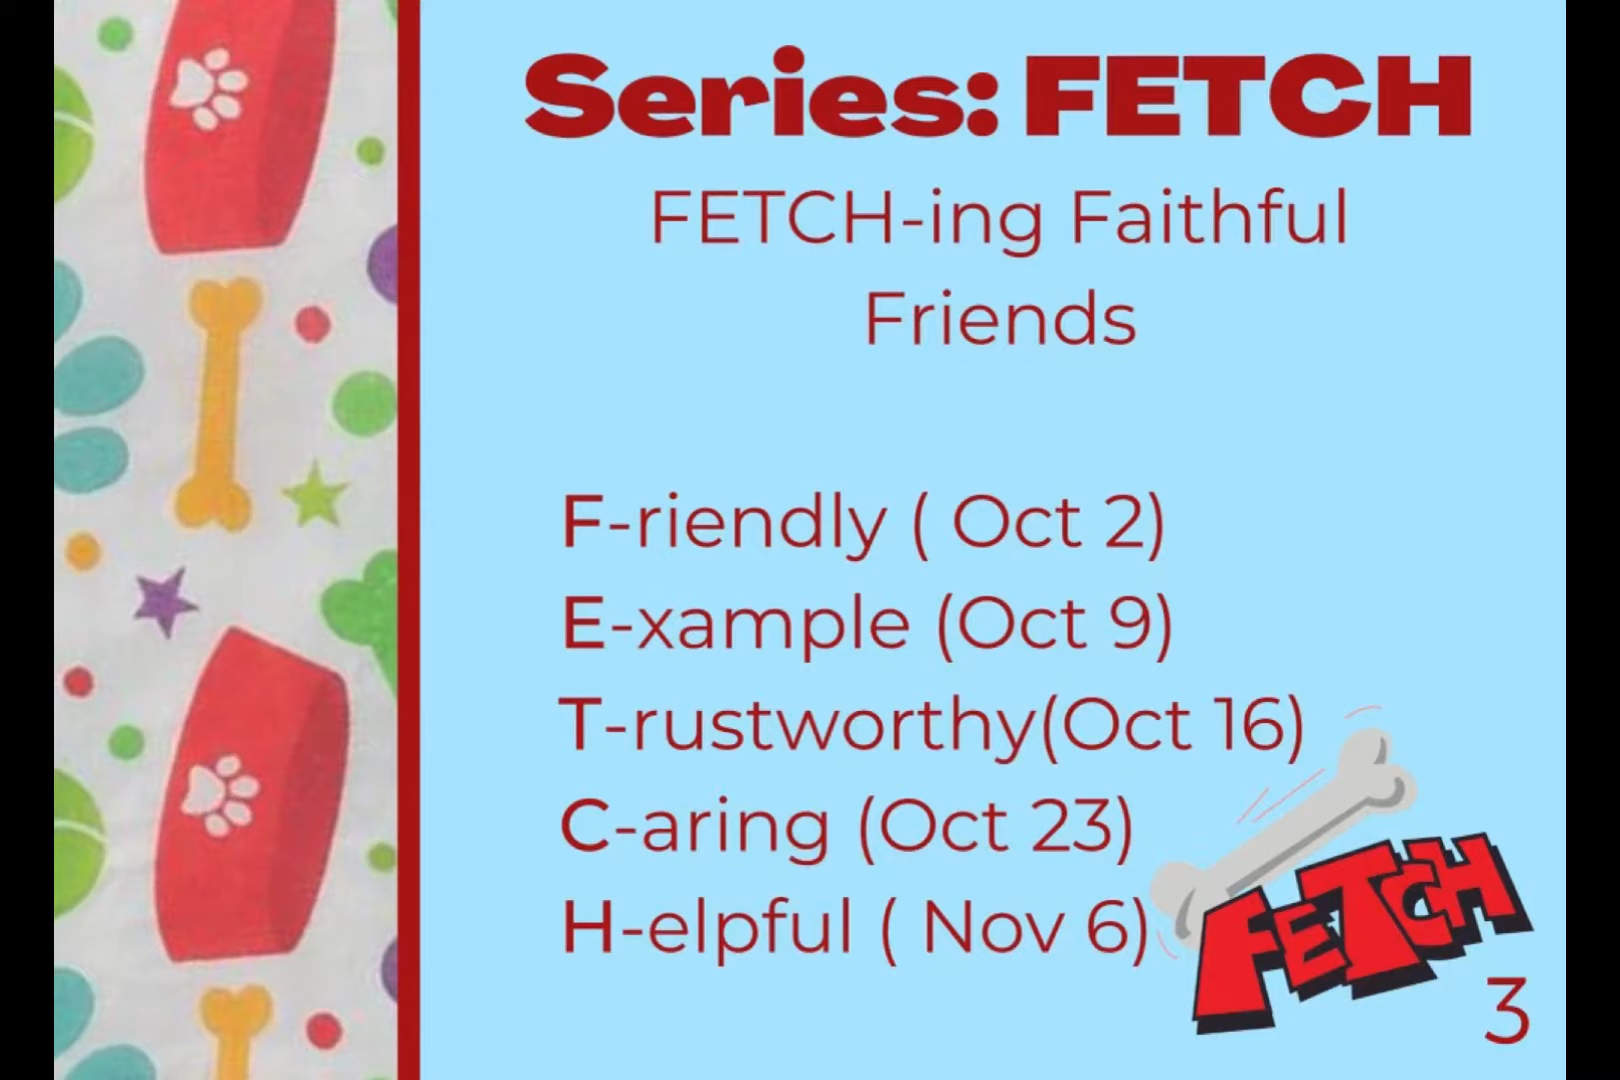 Series: FETCH
FETCH-ing Faithful
Friends
F-riendly ( Oct 2)
E-xample (Oct 9)
T-rustworthy(Oct 16)
C-aring (Oct 23)
H-elpful ( Nov 6)
FETCH
3